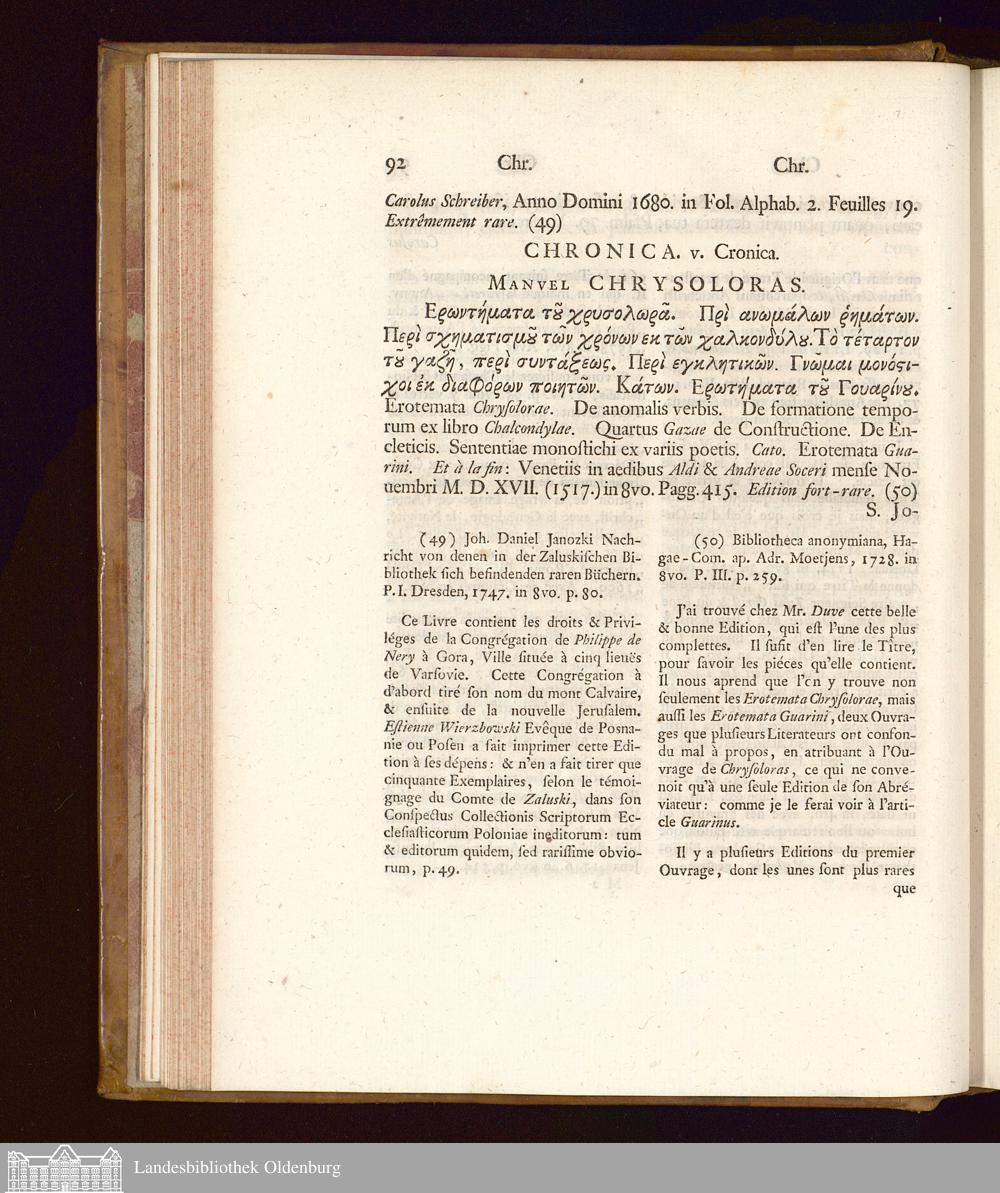 92 Chr. Chr.
Carolus Schreiber, Anno Domini 1680. in Fol. Alphab. 2. Feuilles 19.
Extrêmement rare. (49)
CHRONICA. v. Cronica.
MANVEL CHRYSOLORAS.
Ερωντήματα τȣ͂ χρυσολωρᾶ. Πρὶ ανωμάλων ῥημάτων.
Περὶ σχηματισμȣ͂ τῶν χρόνων εκ τῶν χαλκονδύλȣ. Τὸ τέταρτον
τȣ͂ γαζῆ, περὶ συντάξεως. Περὶ εγκλητικῶν. Γνῶμαι μονόϛι-
χοι ἐκ διαφόρων ποιητῶν. Κάτων. Ερωτήματα τȣ͂ Γουαρίνȣ.
Erotemata Chryſolorae. De anomalis verbis. De formatione tempo-
rum ex libro Chalcondylae. Quartus Gazae de Conſtructione. De En-
cleticis. Sententiae monoſtichi ex variis poetis. Cato. Erotemata Gua-
rini. Et à la fin: Venetiis in aedibus Aldi & Andreae Soceri menſe No-
uembri M. D. XVII. (1517.) in 8vo. Pagg. 415. Edition fort-rare. (50)
S. Jo-
(49) Joh. Daniel Janozki Nach-
richt von denen in der Zaluskiſchen Bi-
bliothek ſich befindenden raren Büchern.
P. I. Dresden, 1747. in 8vo. p. 80.
Ce Livre contient les droits & Privi-
léges de la Congrégation de Philippe de
Nery à Gora, Ville ſituée à cinq lieuës
de Varſovie. Cette Congrégation à
d'abord tiré ſon nom du mont Calvaire,
& enſuite de la nouvelle Jeruſalem.
Eſtienne Wierzbowski Evêque de Posna-
nie ou Poſen a fait imprimer cette Edi-
tion à ſes dépens: & n'en a fait tirer que
cinquante Exemplaires, ſelon le témoi-
gnage du Comte de Zaluski, dans ſon
Conſpectus Collectionis Scriptorum Ec-
cleſiaſticorum Poloniae ineditorum: tum
& editorum quidem, ſed rariſſime obvio-
rum, p. 49.
(50) Bibliotheca anonymiana, Ha-
gae-Com. ap. Adr. Moetjens, 1728. in
8vo. P. III. p. 259.
J'ai trouvé chez Mr. Duve cette belle
& bonne Edition, qui eſt l'une des plus
complettes. Il ſufit d'en lire le Tître,
pour ſavoir les piéces qu'elle contient.
Il nous aprend que l'cn y trouve non
ſeulement les Erotemata Chryſolorae, mais
auſſi les Erotemata Guarini, deux Ouvra-
ges que pluſieurs Literateurs ont confon-
du mal à propos, en atribuant à l'Ou-
vrage de Chryſoloras, ce qui ne conve-
noit qu'à une ſeule Edition de ſon Abré-
viateur: comme je le ferai voir à l'arti-
cle Guarinus.
Il y a pluſieurs Editions du premier
Ouvrage, dont les unes ſont plus rares
que
Landesbibliothek Oldenburg